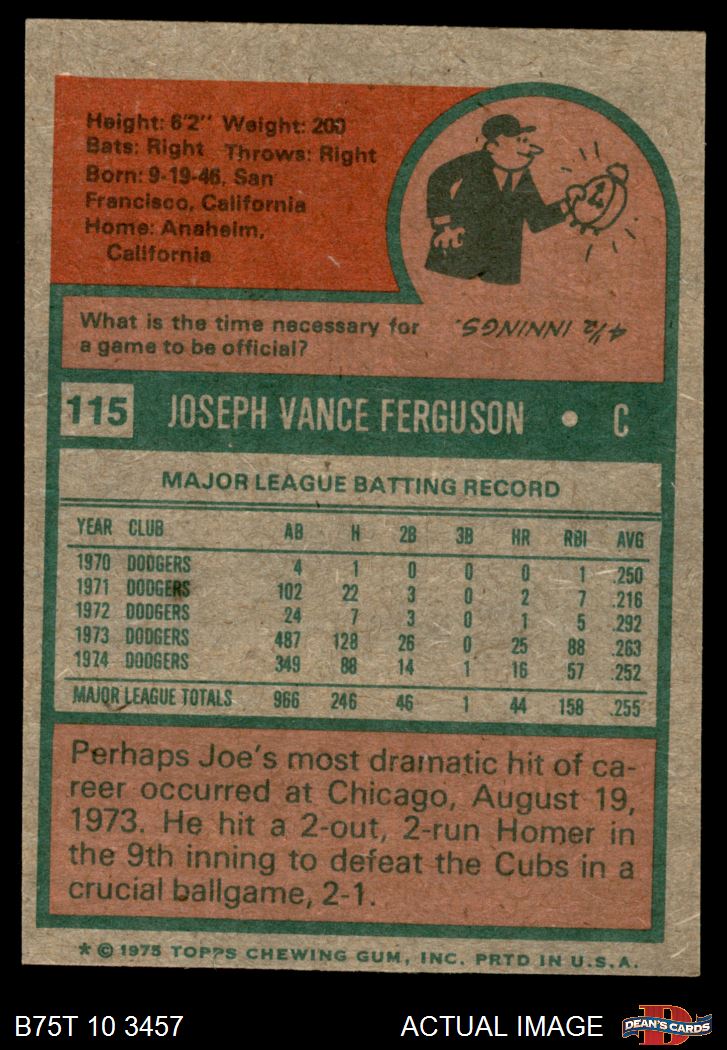 Height: 6'2" Weight: 200
Bats: Right Throws: Right
Born: 9-19-46, San
Francisco, California
Home: Anaheim,
California
What is the time necessary for
a game to be official?
4½ INNINGS.
115 JOSEPH VANCE FERGUSON • C
MAJOR LEAGUE BATTING RECORD
YEAR CLUB AB H 2B 3B HR RBI AVG
1970 DODGERS 4 1 0 0 0 1 .250
1971 DODGERS 102 22 3 0 2 7 .216
1972 DODGERS 24 7 3 0 1 5 .292
1973 DODGERS 487 128 26 0 25 88 .263
1974 DODGERS 349 88 14 1 16 57 .252
MAJOR LEAGUE TOTALS 966 246 46 1 44 158 .255
Perhaps Joe's most dramatic hit of ca-
reer occurred at Chicago, August 19,
1973. He hit a 2-out, 2-run Homer in
the 9th inning to defeat the Cubs in a
crucial ballgame, 2-1.
* © 1975 TOPPS CHEWING GUM, INC. PRTD IN U.S.A.
B75T 10 3457 ACTUAL IMAGE D DEAN'S CARDS